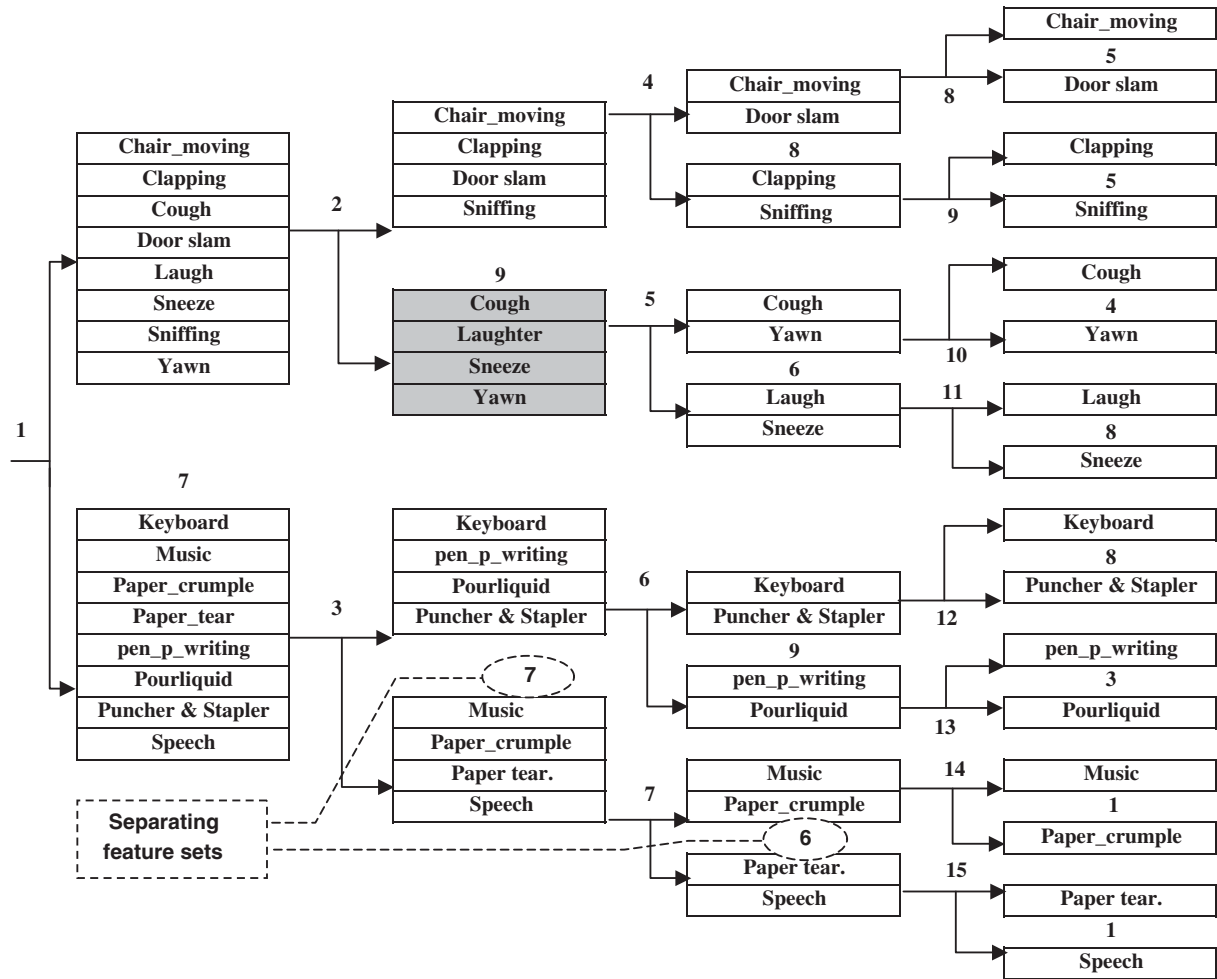 1
Chair_moving
Clapping
Cough
Door slam
Laugh
Sneeze
Sniffing
Yawn
7
Keyboard
Music
Paper_crumple
Paper_tear
pen_p_writing
Pourliquid
Puncher & Stapler
Speech
Separating
feature sets
2
Chair_moving
Clapping
Door slam
Sniffing
9
Cough
Laughter
Sneeze
Yawn
3
Keyboard
pen_p_writing
Pourliquid
Puncher & Stapler
7
Music
Paper_crumple
Paper tear.
Speech
4
Chair_moving
Door slam
8
Clapping
Sniffing
5
Cough
Yawn
6
Laugh
Sneeze
6
Keyboard
Puncher & Stapler
9
pen_p_writing
Pourliquid
7
Music
Paper_crumple
6
Paper tear.
Speech
8
Chair_moving
5
Door slam
9
Clapping
5
Sniffing
10
Cough
4
Yawn
11
Laugh
8
Sneeze
12
Keyboard
8
Puncher & Stapler
13
pen_p_writing
3
Pourliquid
14
Music
1
Paper_crumple
15
Paper tear.
1
Speech